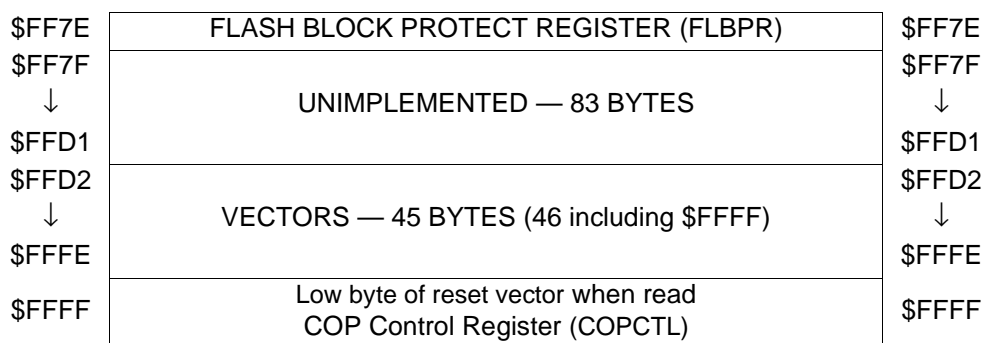 $FF7E FLASH BLOCK PROTECT REGISTER (FLBPR) $FF7E
$FF7F $FF7F
↓ UNIMPLEMENTED — 83 BYTES ↓
$FFD1 $FFD1
$FFD2 $FFD2
↓ VECTORS — 45 BYTES (46 including $FFFF) ↓
$FFFE $FFFE
$FFFF Low byte of reset vector when read $FFFF
COP Control Register (COPCTL)